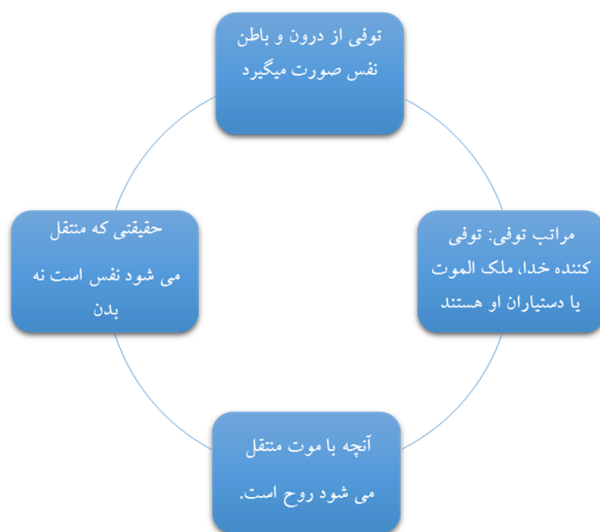 توفی از درون و باطن
نفس صورت میگیرد
مراتب توفی: توفی
کننده خدا، ملک الموت
یا دستیاران او هستند
آنچه با موت منتقل
می شود روح است.
حقیقتی که منتقل
می شود نفس است نه
بدن